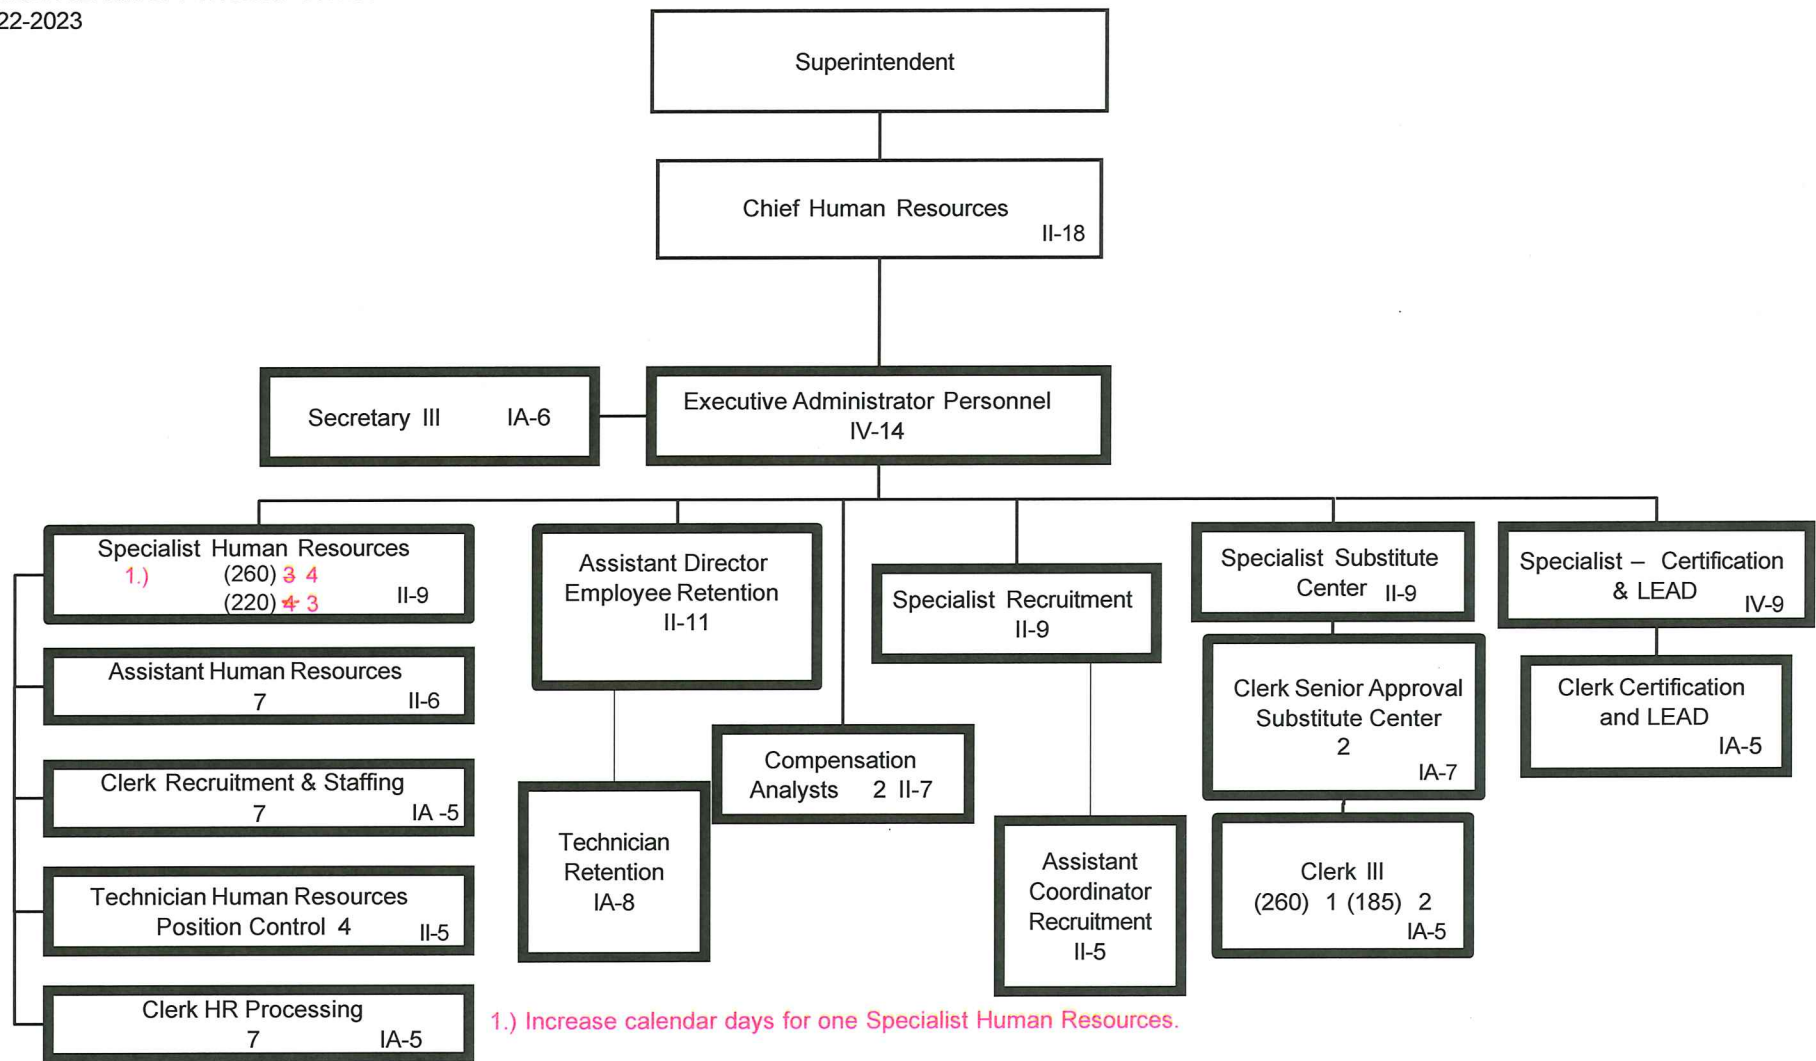 22-2023
Superintendent
Chief Human Resources
II-18
Secretary III IA-6
Executive Administrator Personnel
IV-14
Specialist Human Resources
1.) (260) 3 4
(220) 4 3 II-9
Assistant Human Resources
7 II-6
Clerk Recruitment & Staffing
7 IA -5
Technician Human Resources
Position Control 4 II-5
Clerk HR Processing
7 IA-5
Assistant Director
Employee Retention
II-11
Technician
Retention
IA-8
Compensation
Analysts 2 II-7
Specialist Recruitment
II-9
Assistant
Coordinator
Recruitment
II-5
Specialist Substitute
Center II-9
Clerk Senior Approval
Substitute Center
2
IA-7
Clerk III
(260) 1 (185) 2
IA-5
Specialist – Certification
& LEAD IV-9
Clerk Certification
and LEAD
IA-5
1.) Increase calendar days for one Specialist Human Resources.